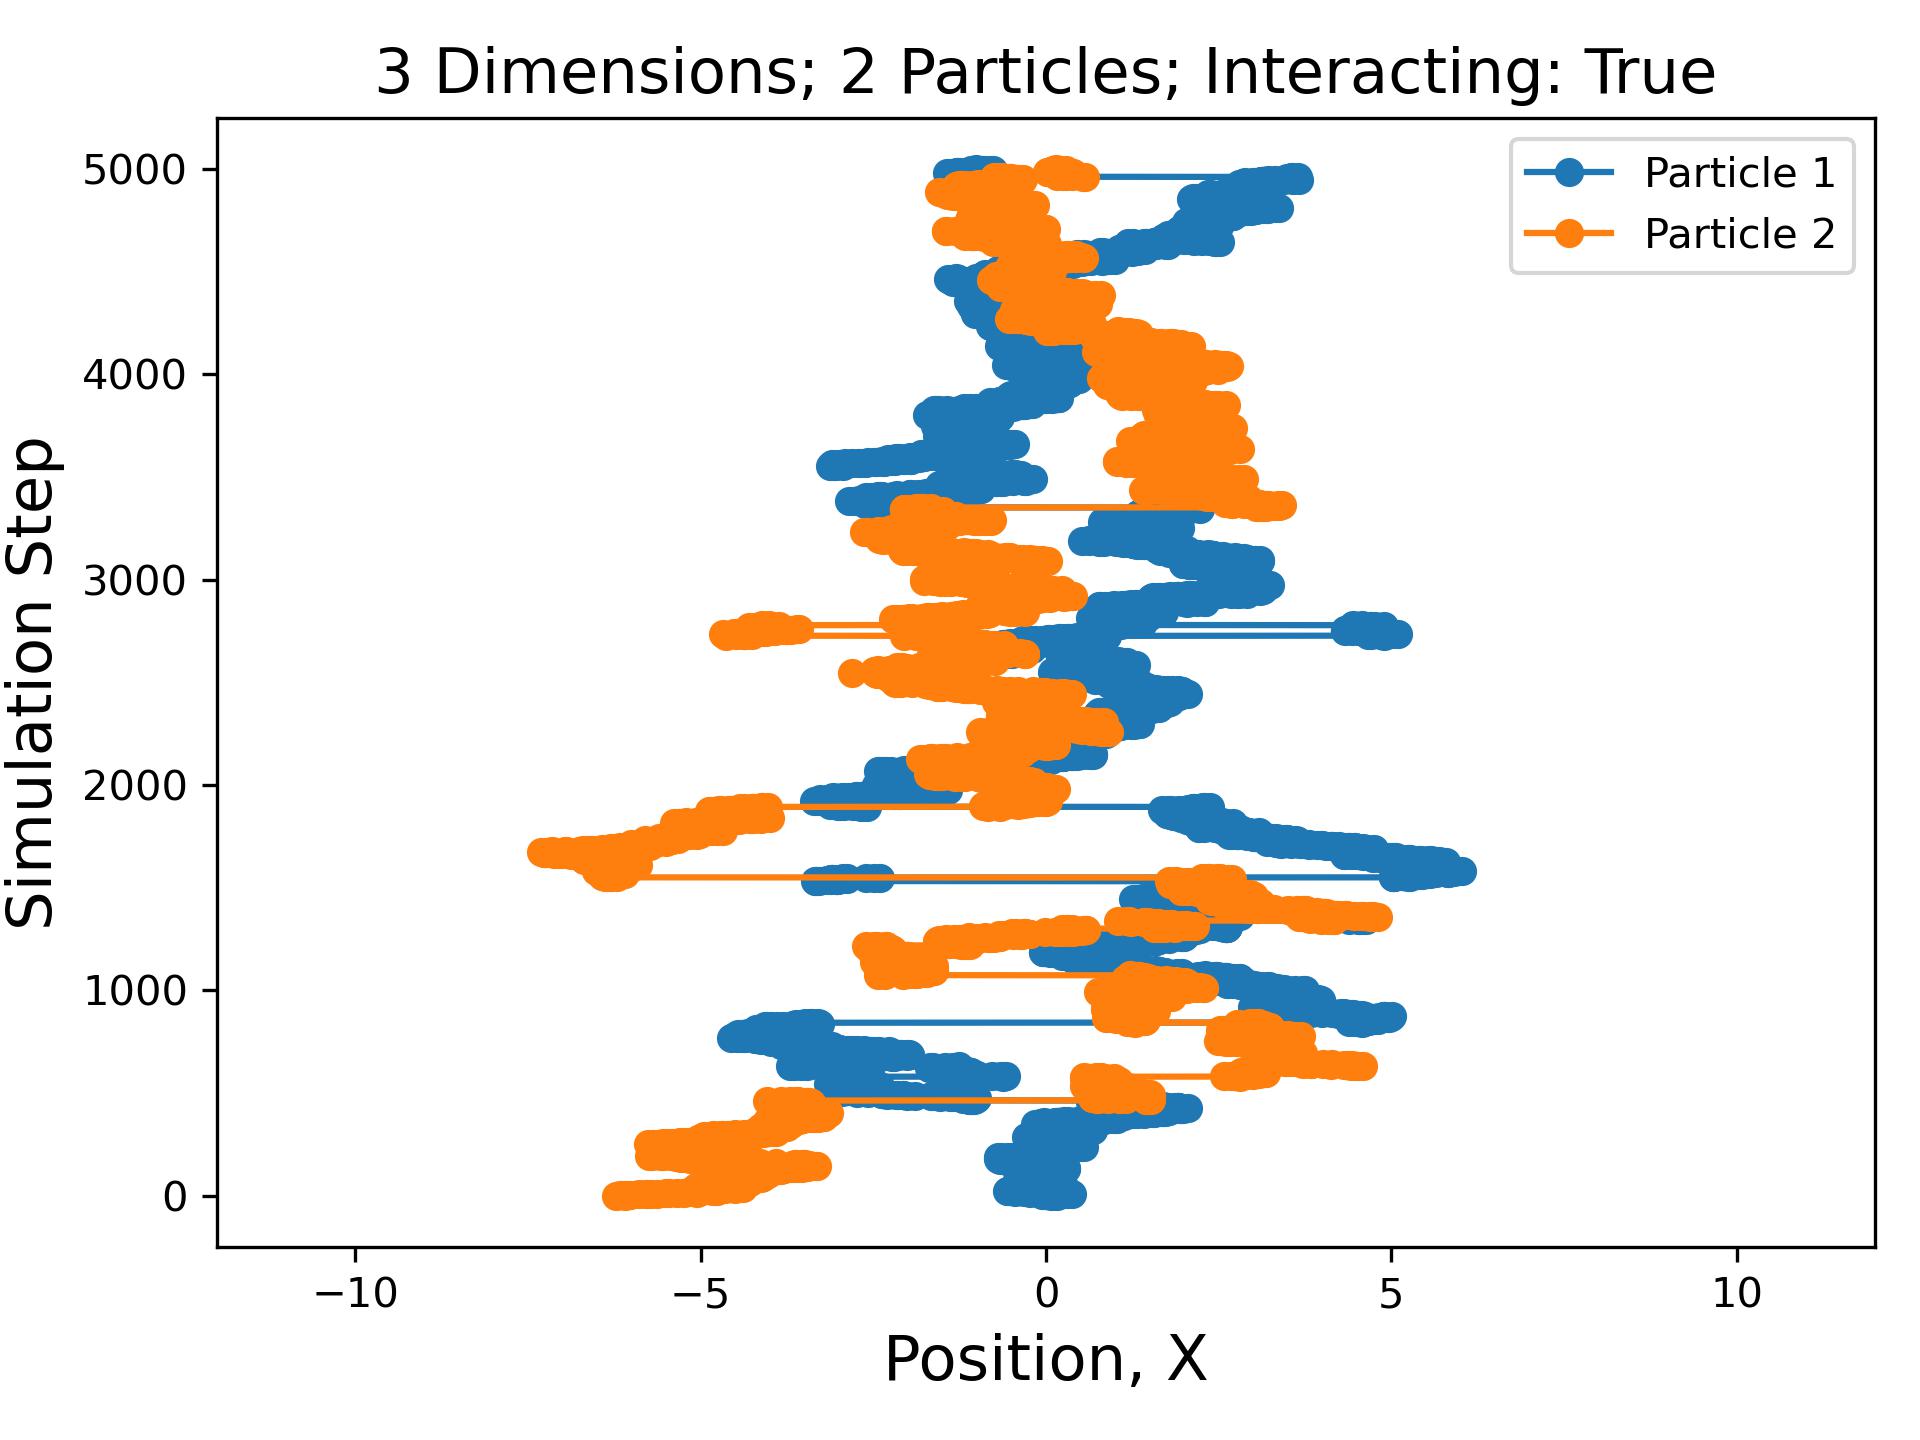 3 Dimensions; 2 Particles; Interacting: True
Particle 1
Particle 2
5000
4000
3000
2000
1000
0
Simulation Step
−10
−5
0
5
10
Position, X